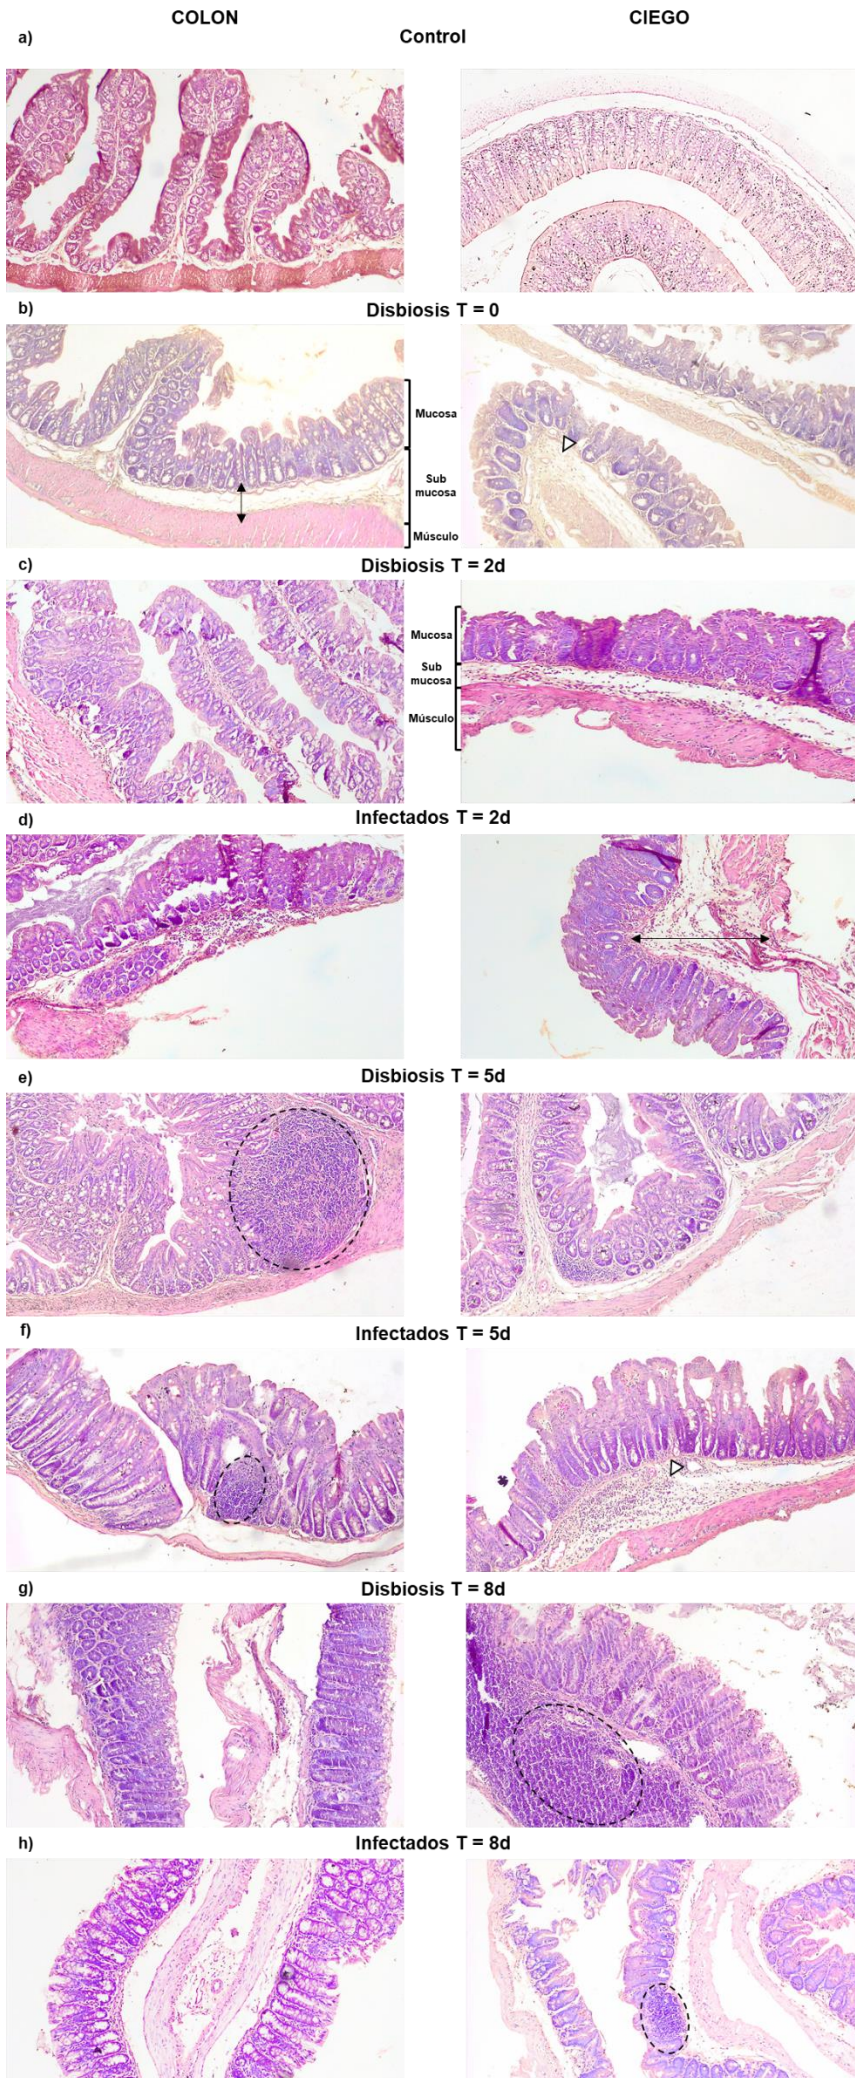 COLON
CIEGO
a)
Control
b)
Disbiosis T = 0
Mucosa
Sub
mucosa
Músculo
c)
Disbiosis T = 2d
Mucosa
Sub
mucosa
Músculo
d)
Infectados T = 2d
e)
Disbiosis T = 5d
f)
Infectados T = 5d
g)
Disbiosis T = 8d
h)
Infectados T = 8d